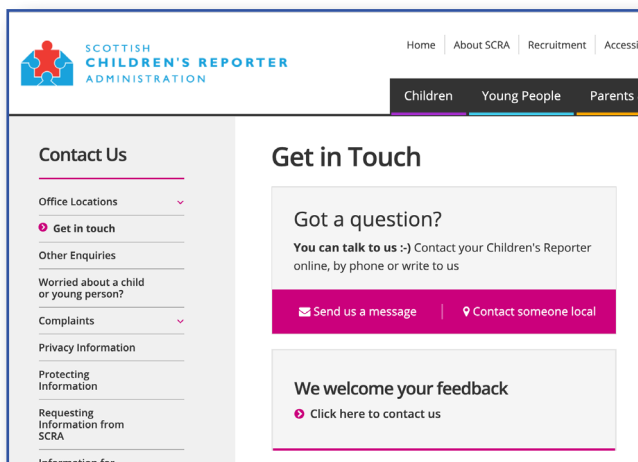 SCOTTISH
CHILDREN'S REPORTER
ADMINISTRATION
Home
About SCRA
Recruitment
Accessi
Children
Young People
Parents
Contact Us
Office Locations
Get in touch
Other Enquiries
Worried about a child
or young person?
Complaints
Privacy Information
Protecting
Information
Requesting
Information from
SCRA
Information for
Get in Touch
Got a question?
You can talk to us :-) Contact your Children's Reporter
online, by phone or write to us
Send us a message
Contact someone local
We welcome your feedback
Click here to contact us